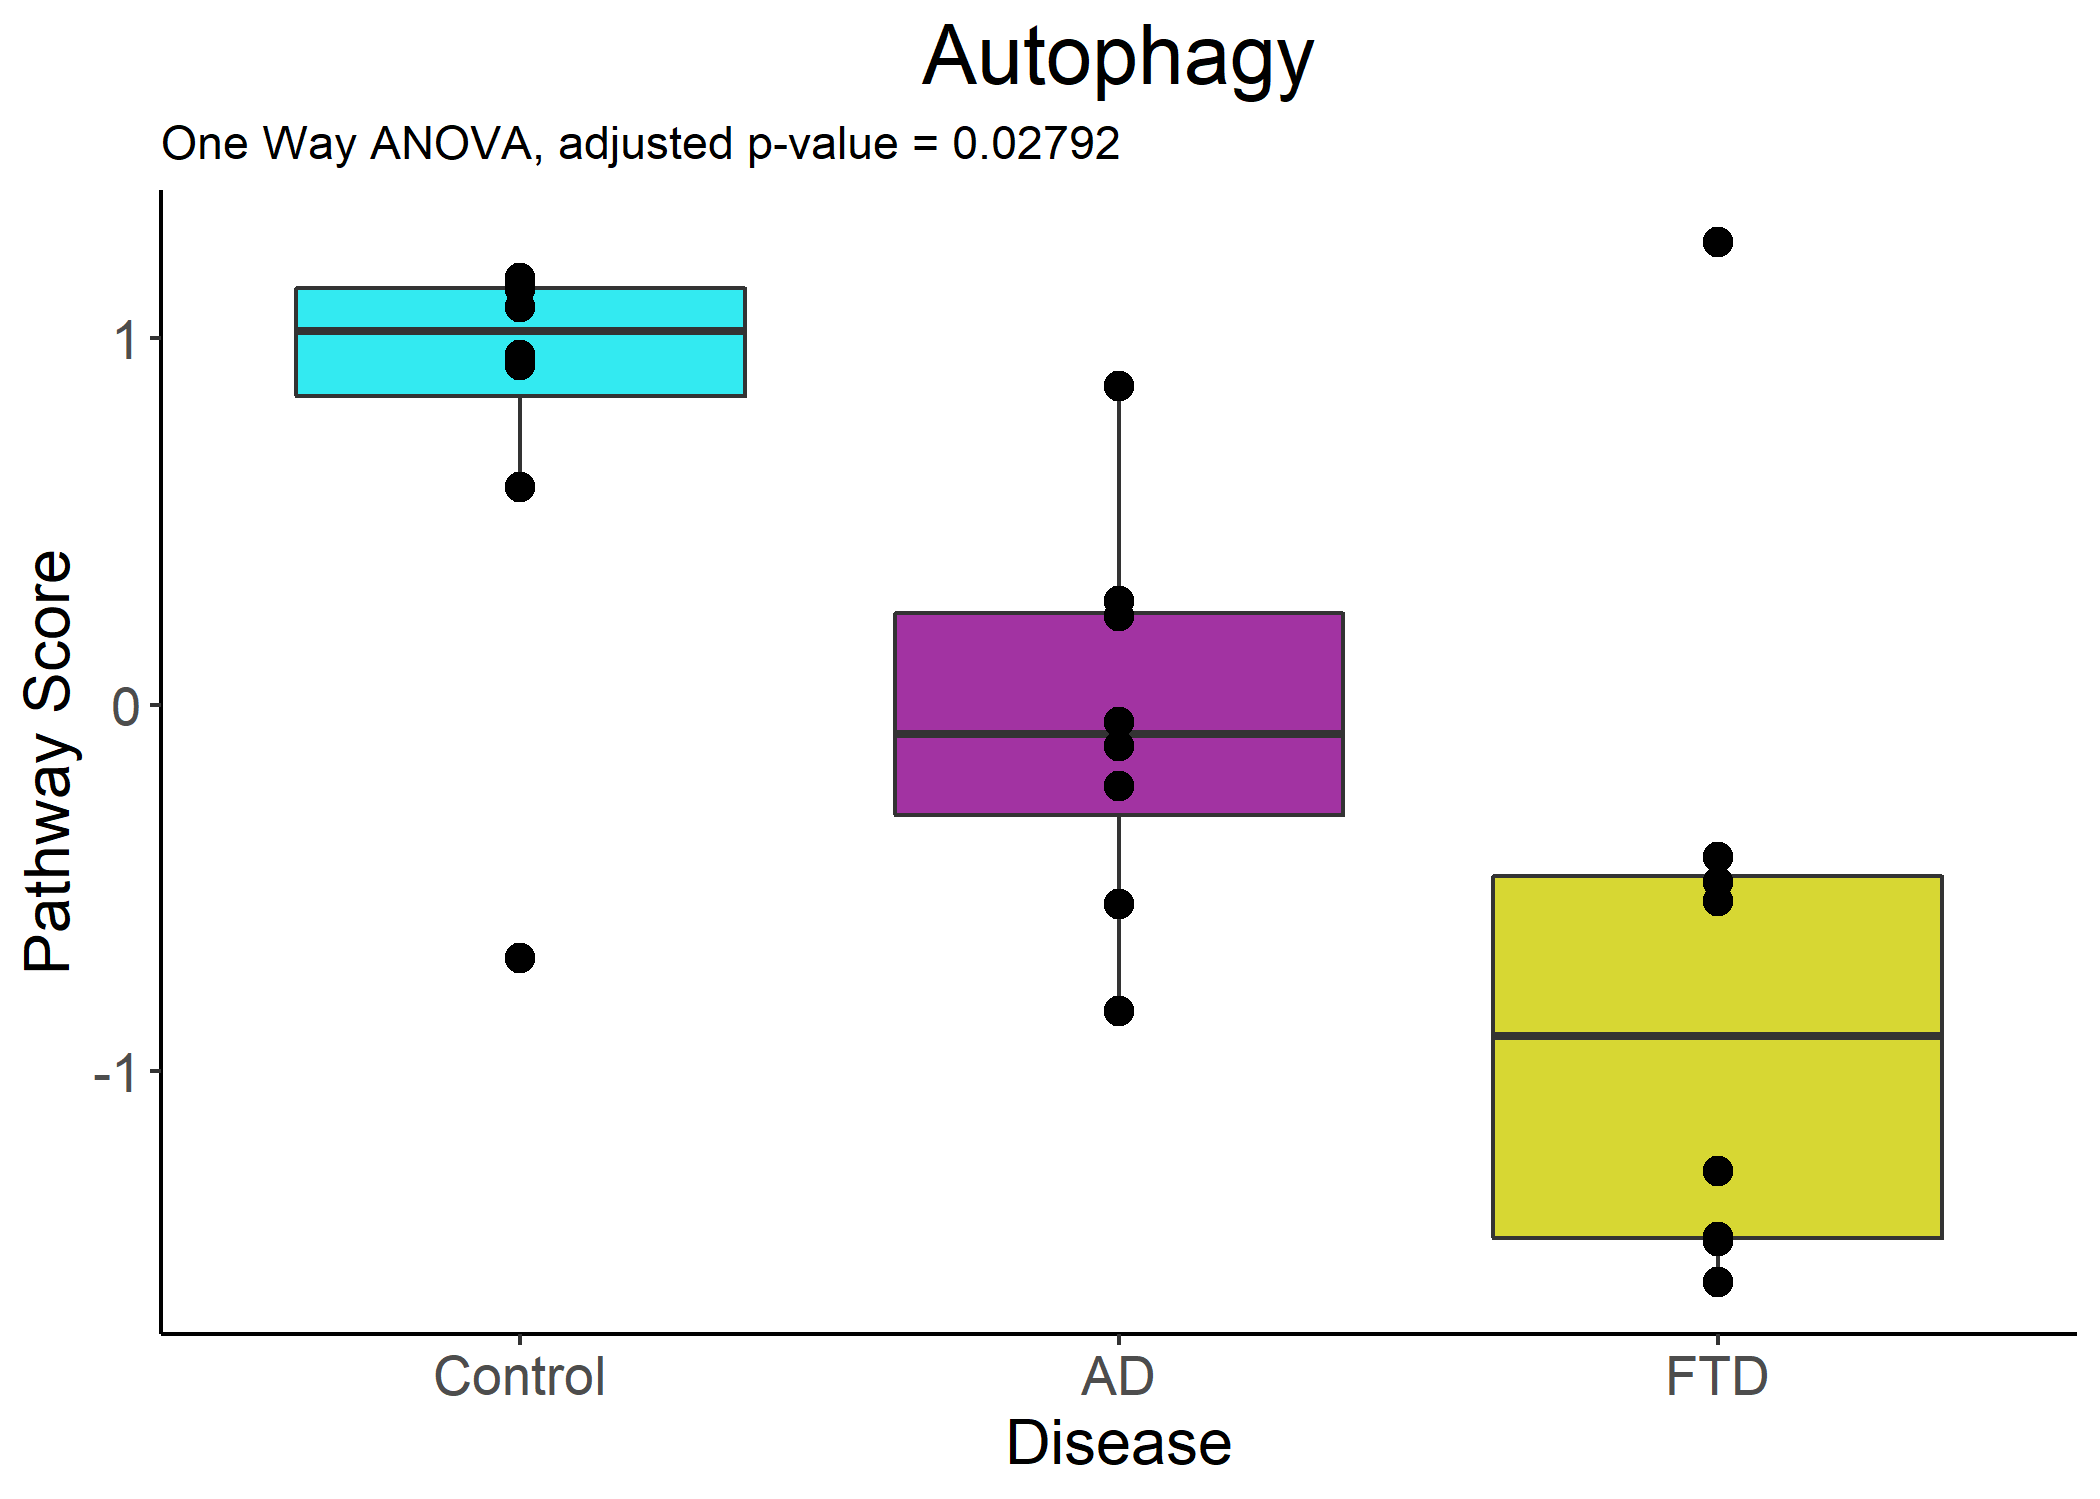 Autophagy
One Way ANOVA, adjusted p-value = 0.02792
Pathway Score
1
0
-1
Control AD FTD
Disease